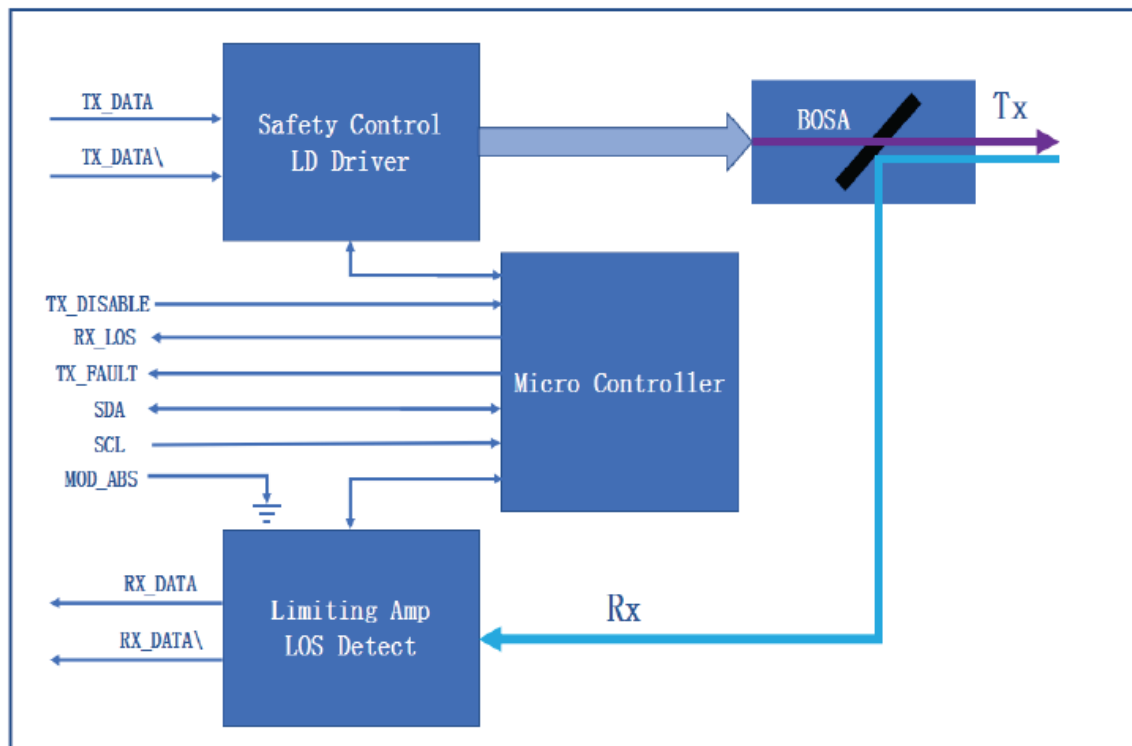 TX_DATA
TX_DATA\
Safety Control
LD Driver
BOSA
Tx
TX_DISABLE
RX_LOS
TX_FAULT
SDA
SCL
MOD_ABS
Micro Controller
RX_DATA
RX_DATA\
Limiting Amp
LOS Detect
Rx